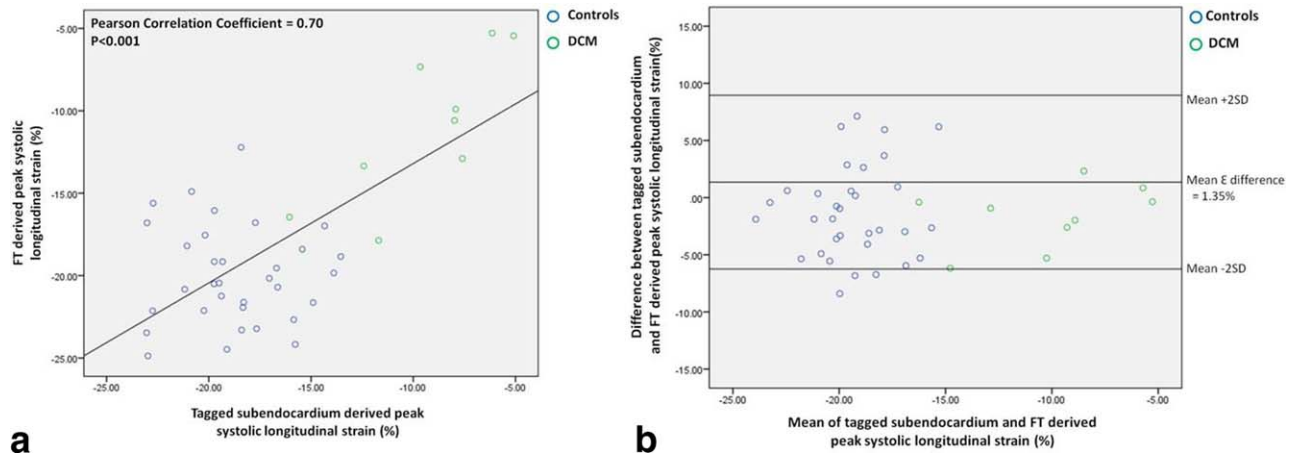 Pearson Correlation Coefficient = 0.70
P<0.001
Controls
DCM
-5.00
-10.00
-15.00
-20.00
-25.00
-25.00 -20.00 -15.00 -10.00 -5.00
FT derived peak systolic
longitudinal strain (%)
Tagged subendocardium derived peak
systolic longitudinal strain (%)
a
Controls
DCM
15.00
10.00
5.00
.00
-5.00
-10.00
-15.00
-25.00 -20.00 -15.00 -10.00 -5.00
Mean +2SD
Mean Ɛ difference
= 1.35%
Mean -2SD
Difference between tagged subendocardium
and FT derived peak systolic longitudinal strain(%)
Mean of tagged subendocardium and FT derived
peak systolic longitudinal strain (%)
b